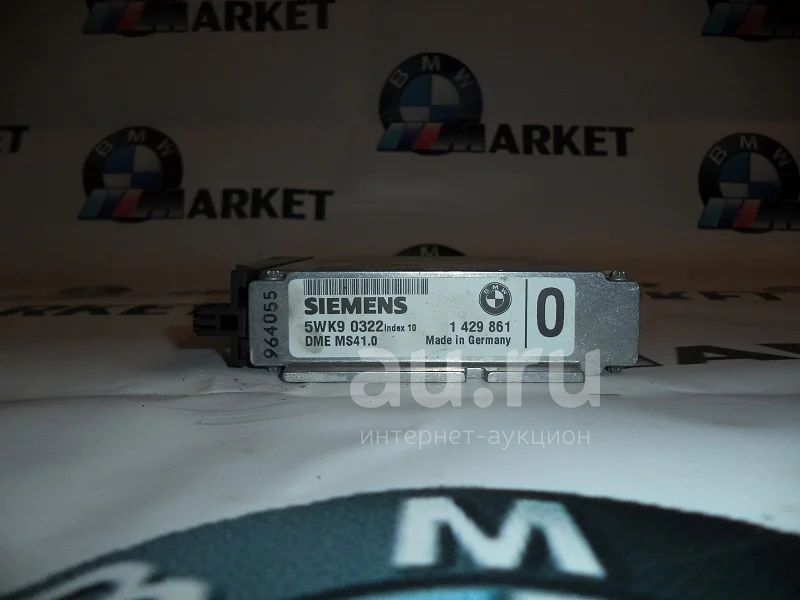 MARKET
BMW
MARKET
BMW
MARKET
BMW
964055
SIEMENS
5WK9 0322 Index 10
1 429 861
DME MS41.0
Made in Germany
0
au.ru
интернет-аукцион
M